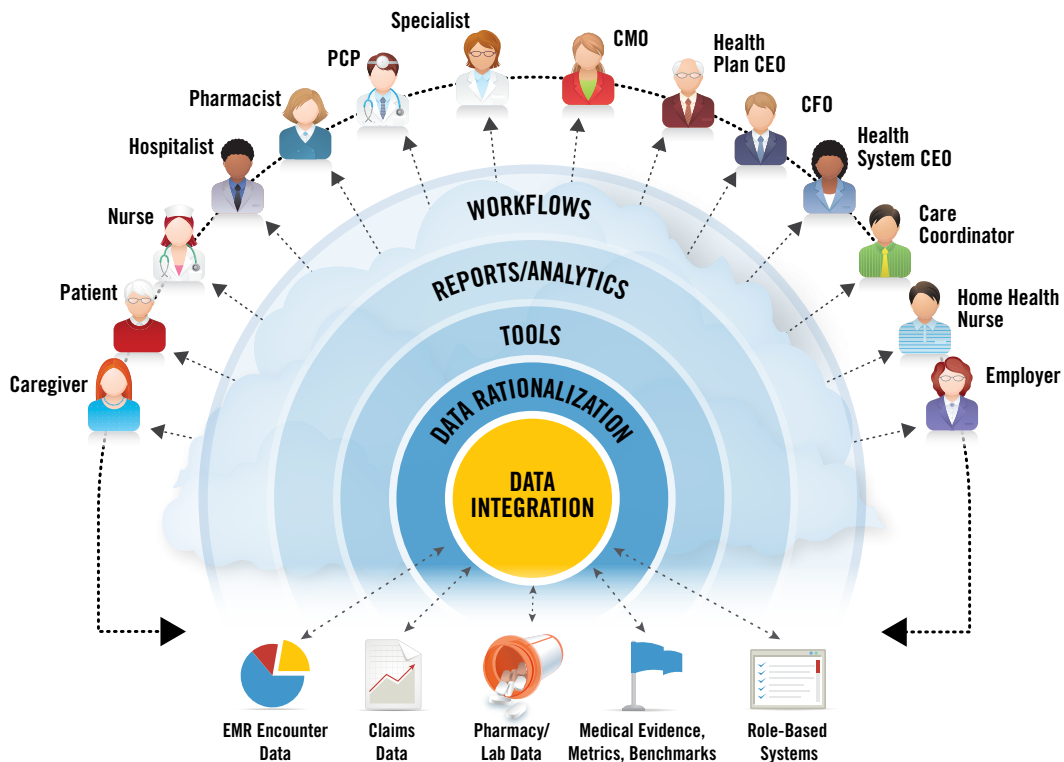 Specialist
CMO
Health
Plan CEO
PCP
CFO
Pharmacist
Health
System CEO
Hospitalist
Care
Coordinator
Nurse
Home Health
Nurse
Patient
Employer
Caregiver
WORKFLOWS
REPORTS/ANALYTICS
TOOLS
DATA RATIONALIZATION
DATA
INTEGRATION
EMR Encounter
Data
Claims
Data
Pharmacy/
Lab Data
Medical Evidence,
Metrics, Benchmarks
Role-Based
Systems